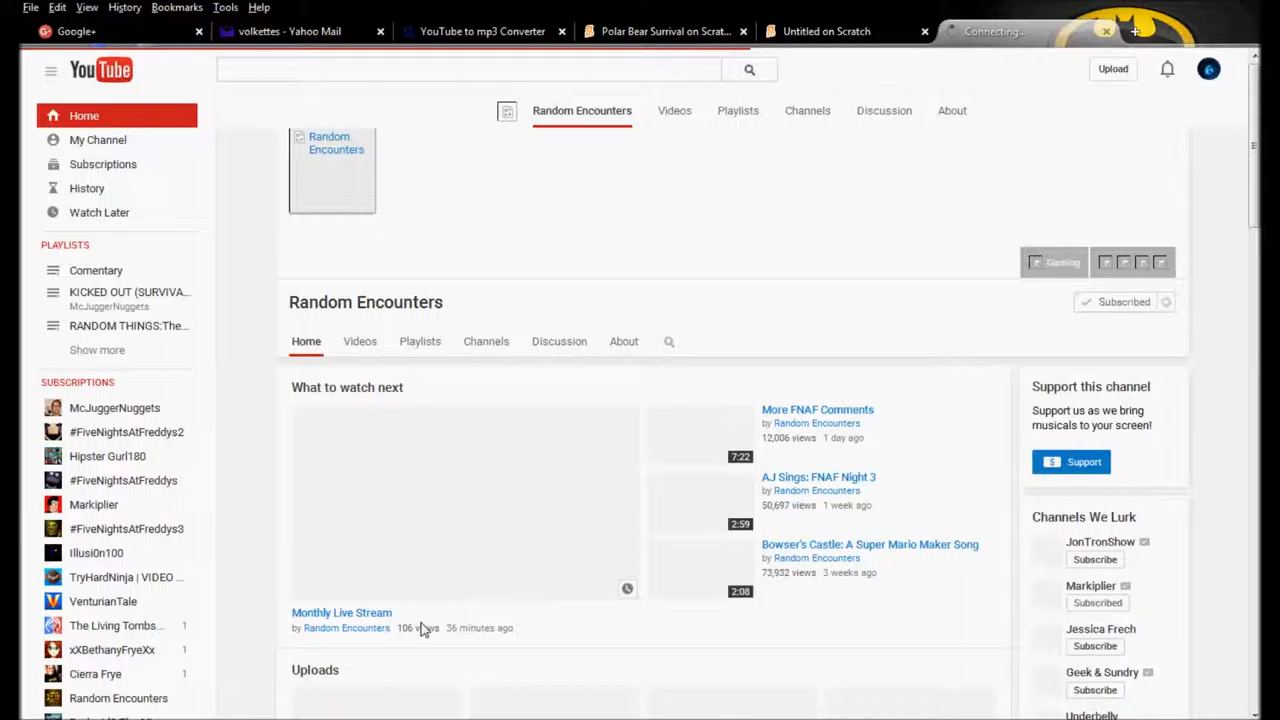 File Edit View History Bookmarks Tools Help
Google+ volkettes - Yahoo Mail YouTube to mp3 Converter Polar Bear Surrival on Scrat... Untitled on Scratch Connecting...
YouTube
Upload
Random Encounters Videos Playlists Channels Discussion About
Home
My Channel
Subscriptions
History
Watch Later
PLAYLISTS
Comentary
KICKED OUT (SURVIVA...
McJuggerNuggets
RANDOM THINGS:The...
Show more
SUBSCRIPTIONS
McJuggerNuggets
#FiveNightsAtFreddys2
Hipster Gurl180
#FiveNightsAtFreddys
Markiplier
#FiveNightsAtFreddys3
Illusi0n100
TryHardNinja | VIDEO ...
VenturianTale
The Living Tombs... 1
xXBethanyFryeXx 1
Cierra Frye 1
Random Encounters
Random
Encounters
Gaming
Random Encounters
Subscribed
Home Videos Playlists Channels Discussion About
What to watch next
Monthly Live Stream
by Random Encounters 106 views 36 minutes ago
7:22
More FNAF Comments
by Random Encounters
12,006 views 1 day ago
2:59
AJ Sings: FNAF Night 3
by Random Encounters
50,697 views 1 week ago
2:08
Bowser's Castle: A Super Mario Maker Song
by Random Encounters
73,932 views 3 weeks ago
Uploads
Support this channel
Support us as we bring
musicals to your screen!
Support
Channels We Lurk
JonTronShow
Subscribe
Markiplier
Subscribed
Jessica Frech
Subscribe
Geek & Sundry
Subscribe
Underbelly